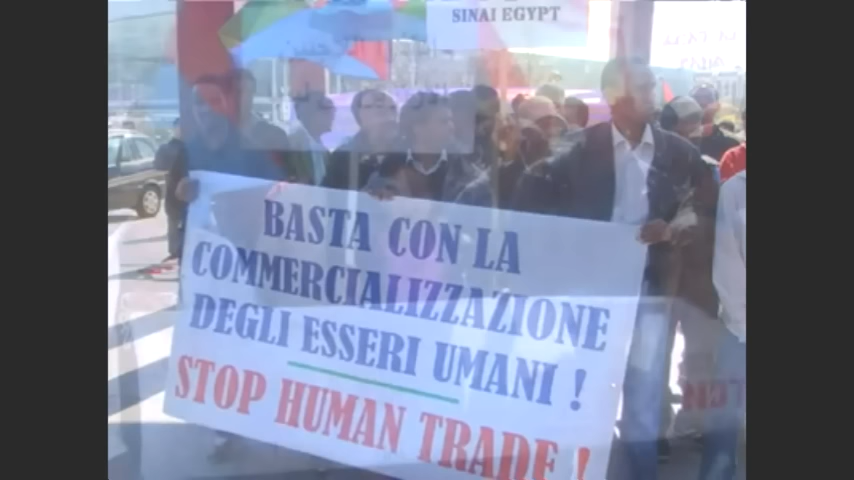 SINAI EGYPT
BASTA CON LA
COMMERCIALIZZAZIONE
DEGLI ESSERI UMANI !
STOP HUMAN TRADE !